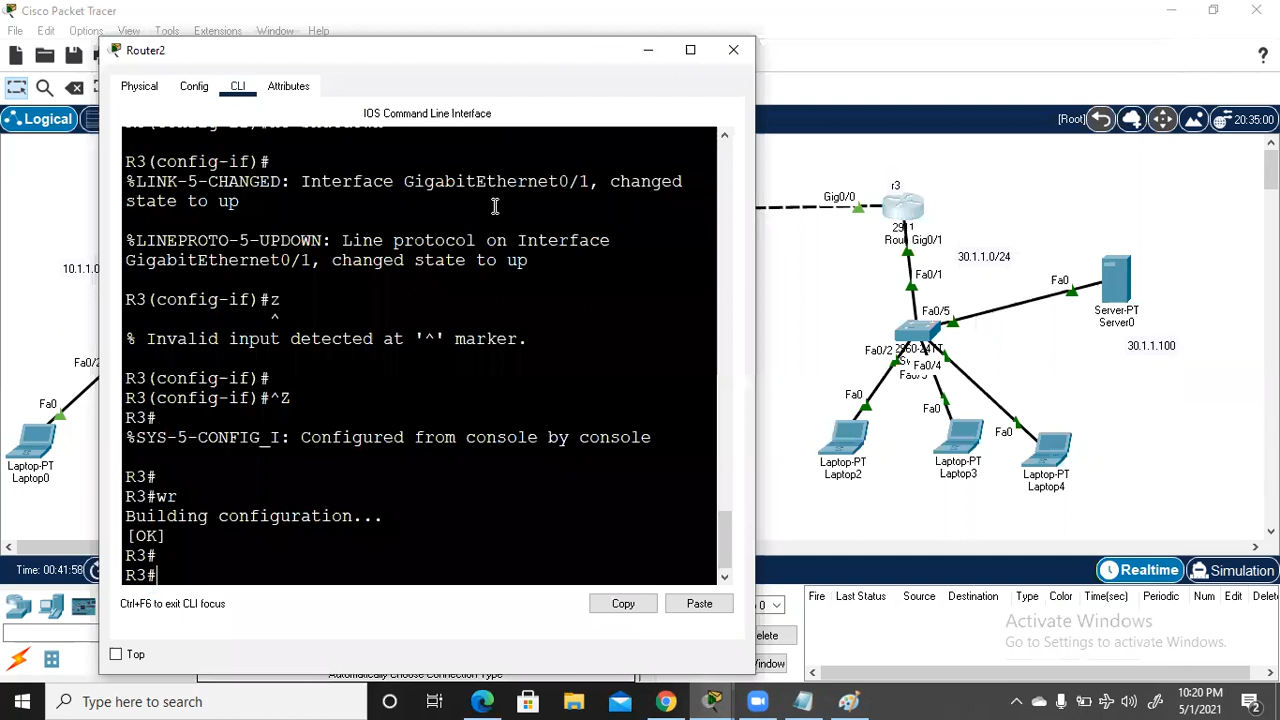 Cisco Packet Tracer
File Edit Options View Tools Extensions Window Help
Router2
Physical Config CLI Attributes
IOS Command Line Interface
R3(config-if)#
%LINK-5-CHANGED: Interface GigabitEthernet0/1, changed
state to up
%LINEPROTO-5-UPDOWN: Line protocol on Interface
GigabitEthernet0/1, changed state to up
R3(config-if)#z
^
% Invalid input detected at '^' marker.
R3(config-if)#
R3(config-if)#^Z
R3#
%SYS-5-CONFIG_I: Configured from console by console
R3#
R3#wr
Building configuration...
[OK]
R3#
R3#
Ctrl+F6 to exit CLI focus
Copy
Paste
Top
Logical
[Root]
20:35:00
10.1.1.0
Fa0/2
Fa0
Laptop-PT
Laptop0
r3
Gig0/0
Gig0/1
30.1.1.0/24
Fa0/1
Fa0/5
Fa0
Server-PT
Server0
30.1.1.100
Fa0/2
Fa0/4
Fa0
Fa0
Fa0
Laptop-PT
Laptop2
Laptop-PT
Laptop3
Laptop-PT
Laptop4
Time: 00:41:58
Realtime
Simulation
Fire Last Status Source Destination Type Color Time(sec) Periodic Num Edit Delete
Activate Windows
Go to Settings to activate Windows.
Automatically Choose Connection Type
Type here to search
10:20 PM
5/1/2021
2